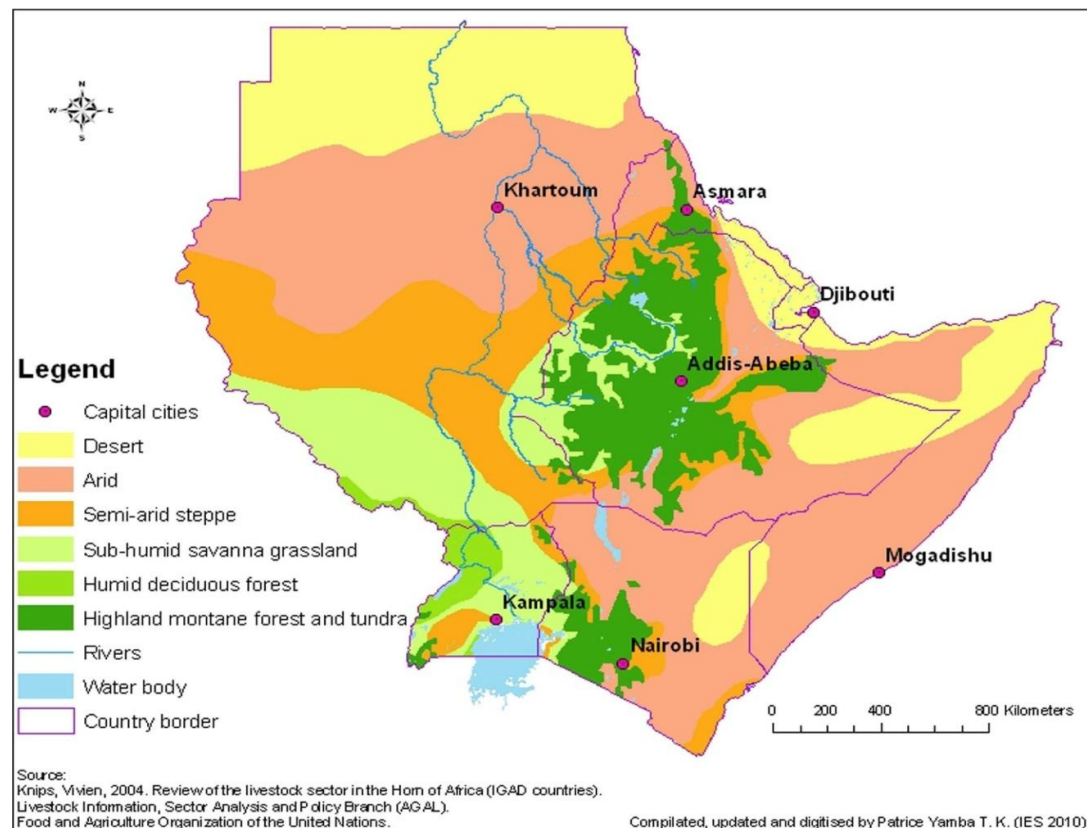 N
W E
S
Khartoum
Asmara
Djibouti
Addis-Abeba
Mogadishu
Kampala
Nairobi
Legend
Capital cities
Desert
Arid
Semi-arid steppe
Sub-humid savanna grassland
Humid deciduous forest
Highland montane forest and tundra
Rivers
Water body
Country border
0 200 400 800 Kilometers
Source:
Knips, Vivien, 2004. Review of the livestock sector in the Horn of Africa (IGAD countries).
Livestock Information, Sector Analysis and Policy Branch (AGAL).
Food and Agriculture Organization of the United Nations.
Compilated, updated and digitised by Patrice Yamba T. K. (IES 2010)